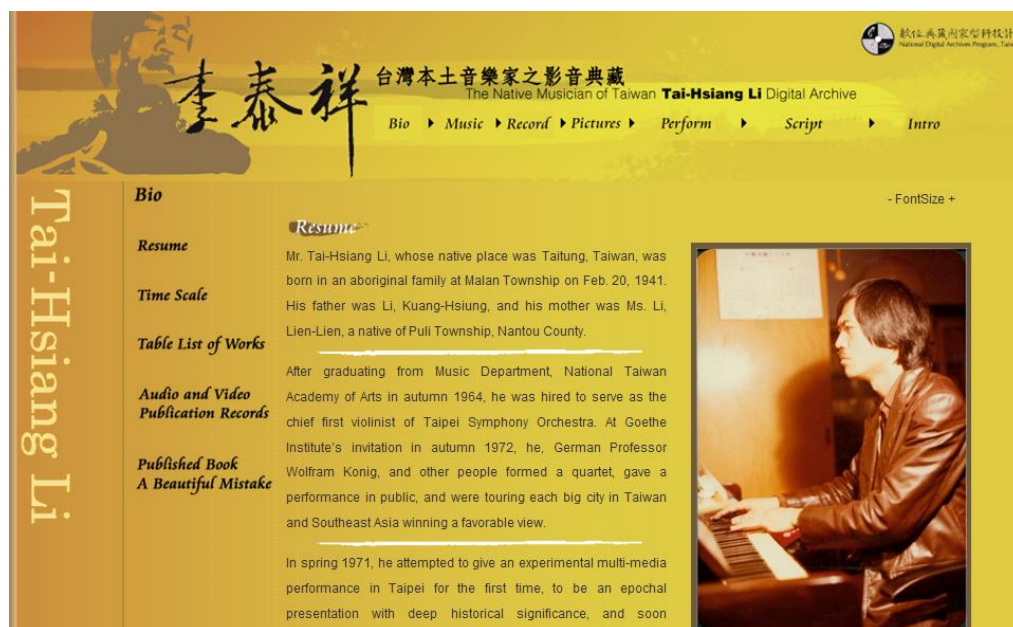 李泰祥
台灣本土音樂家之影音典藏
The Native Musician of Taiwan Tai-Hsiang Li Digital Archive
National Digital Archives Program, Taiw
Bio Music Record Pictures Perform Script Intro
Tai-Hsiang Li
Bio
Resume
Time Scale
Table List of Works
Audio and Video
Publication Records
Published Book
A Beautiful Mistake
- FontSize +
Resume
Mr. Tai-Hsiang Li, whose native place was Taitung, Taiwan, was
born in an aboriginal family at Malan Township on Feb. 20, 1941.
His father was Li, Kuang-Hsiung, and his mother was Ms. Li,
Lien-Lien, a native of Puli Township, Nantou County.
After graduating from Music Department, National Taiwan
Academy of Arts in autumn 1964, he was hired to serve as the
chief first violinist of Taipei Symphony Orchestra. At Goethe
Institute's invitation in autumn 1972, he, German Professor
Wolfram Konig, and other people formed a quartet, gave a
performance in public, and were touring each big city in Taiwan
and Southeast Asia winning a favorable view.
In spring 1971, he attempted to give an experimental multi-media
performance in Taipei for the first time, to be an epochal
presentation with deep historical significance, and soon